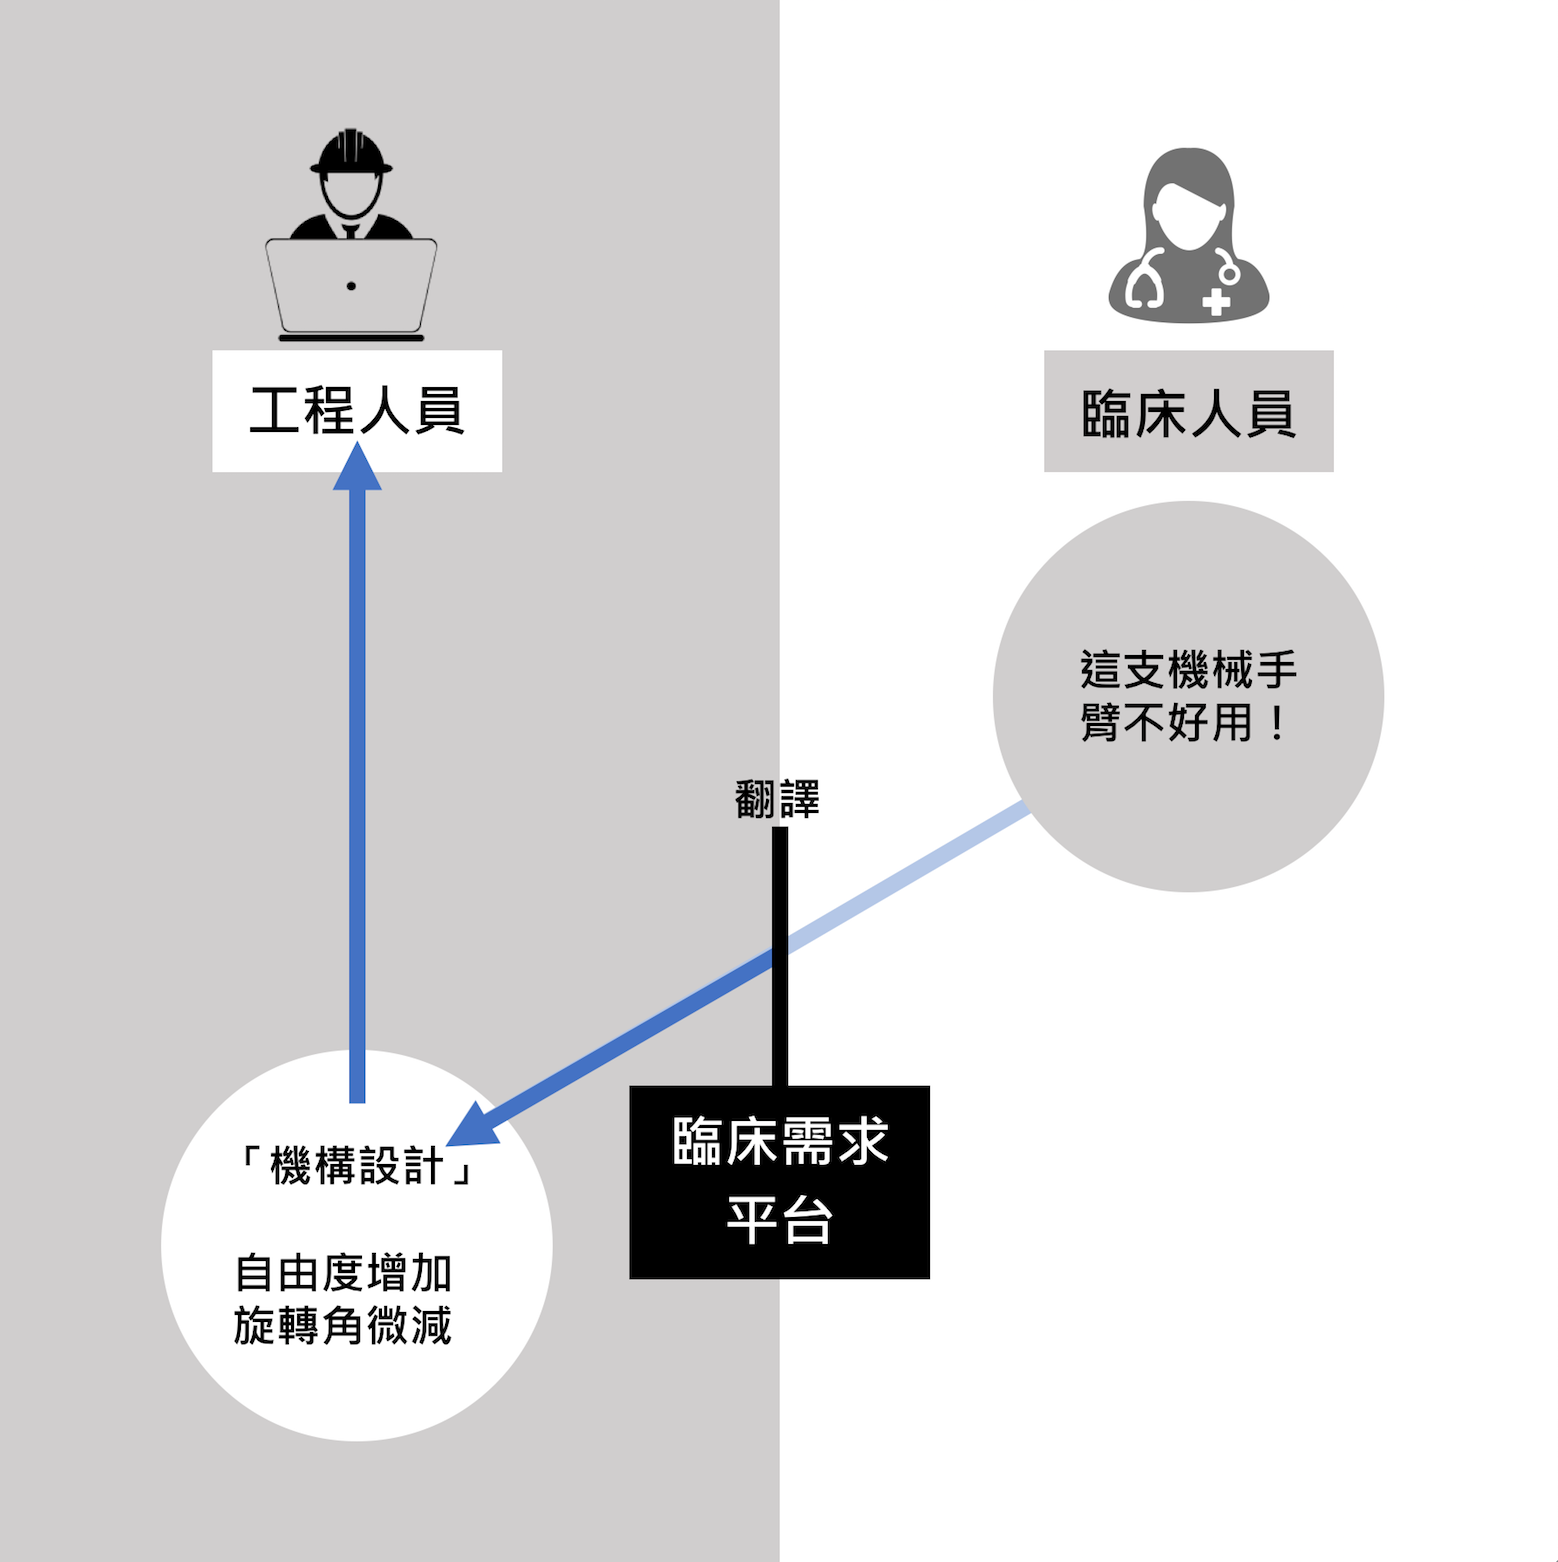 工程人員
臨床人員
這支機械手
臂不好用！
翻譯
臨床需求
平台
「機構設計」
自由度增加
旋轉角微減